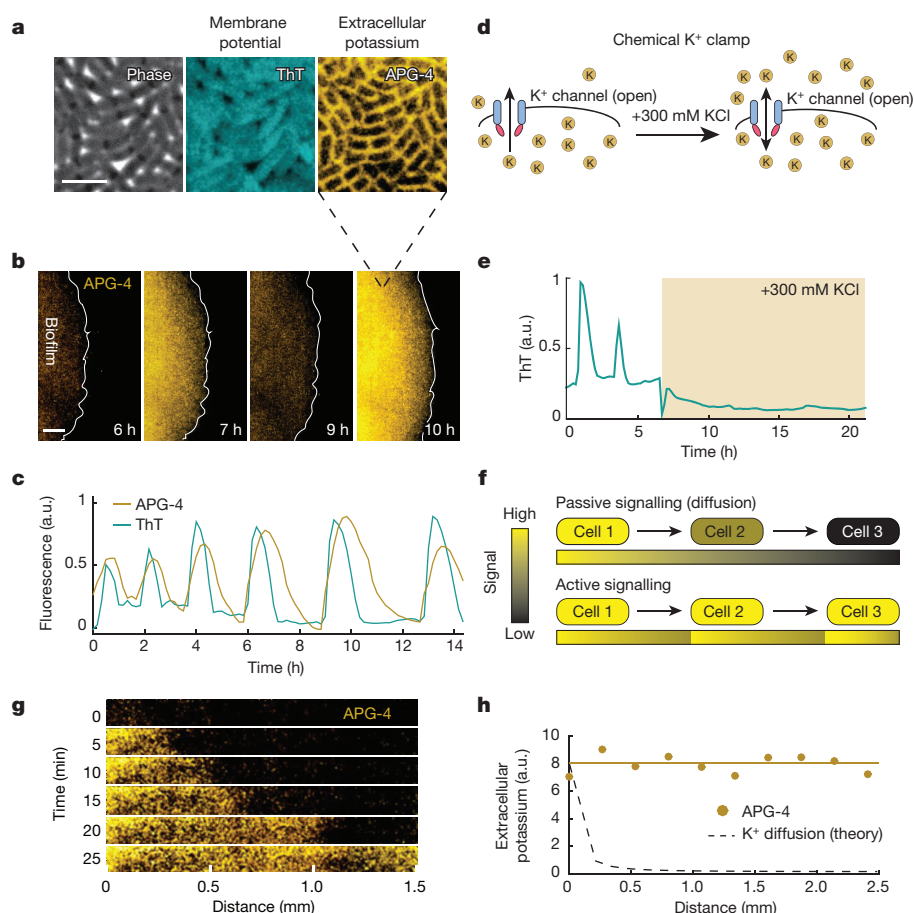 a
Membrane
potential
Extracellular
potassium
Phase
ThT
APG-4
b
APG-4
Biofilm
6 h
7 h
9 h
10 h
c
Fluorescence (a.u.)
1
0.5
0
APG-4
ThT
0 2 4 6 8 10 12 14
Time (h)
d
Chemical K⁺ clamp
K⁺ channel (open)
+300 mM KCl
K⁺ channel (open)
K K K K K K K K K
K K K K K K K K K K K K K K
e
ThT (a.u.)
1
0.5
0
+300 mM KCl
0 5 10 15 20
Time (h)
f
High
Signal
Low
Passive signalling (diffusion)
Cell 1 Cell 2 Cell 3
Active signalling
Cell 1 Cell 2 Cell 3
g
Time (min)
0
5
10
15
20
25
APG-4
0 0.5 1.0 1.5
Distance (mm)
h
Extracellular
potassium (a.u.)
10
8
6
4
2
0
APG-4
K⁺ diffusion (theory)
0 0.5 1.0 1.5 2.0 2.5
Distance (mm)